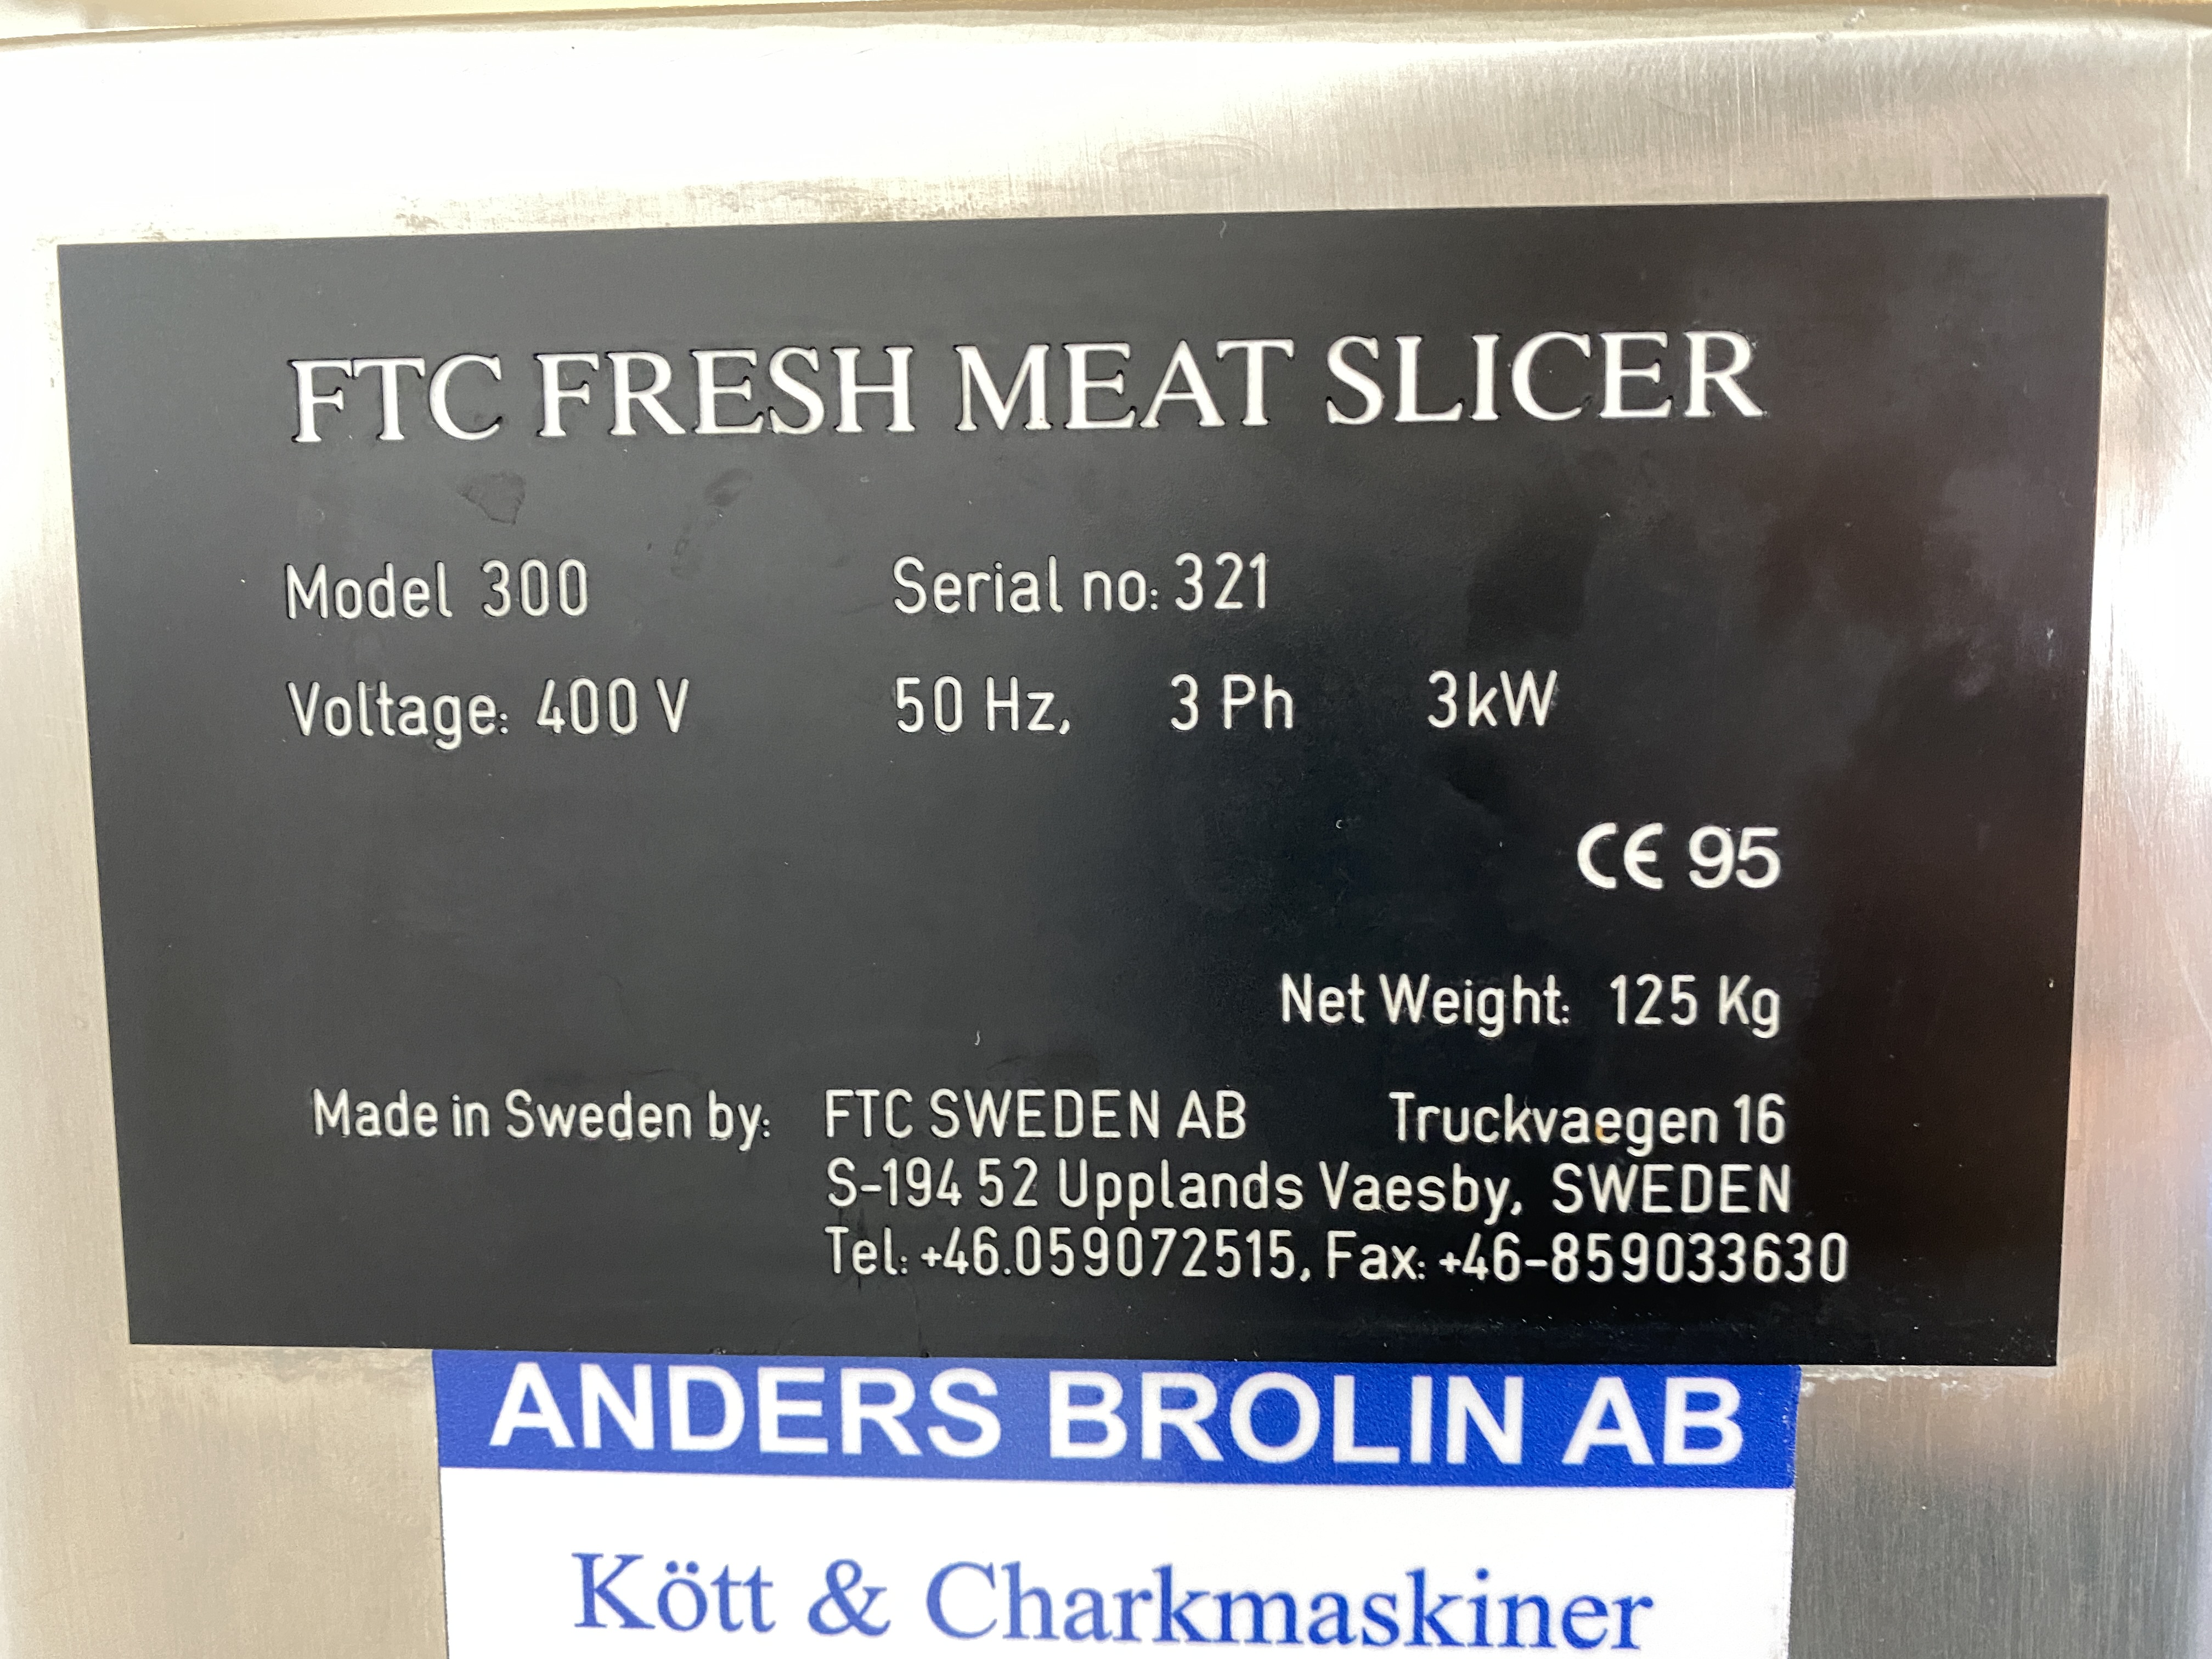 FTC FRESH MEAT SLICER
Model 300 Serial no: 321
Voltage: 400 V 50 Hz, 3 Ph 3kW
CE 95
Net Weight: 125 Kg
Made in Sweden by: FTC SWEDEN AB Truckvaegen 16
S-194 52 Upplands Vaesby, SWEDEN
Tel: +46.059072515, Fax: +46-859033630
ANDERS BROLIN AB
Kött & Charkmaskiner